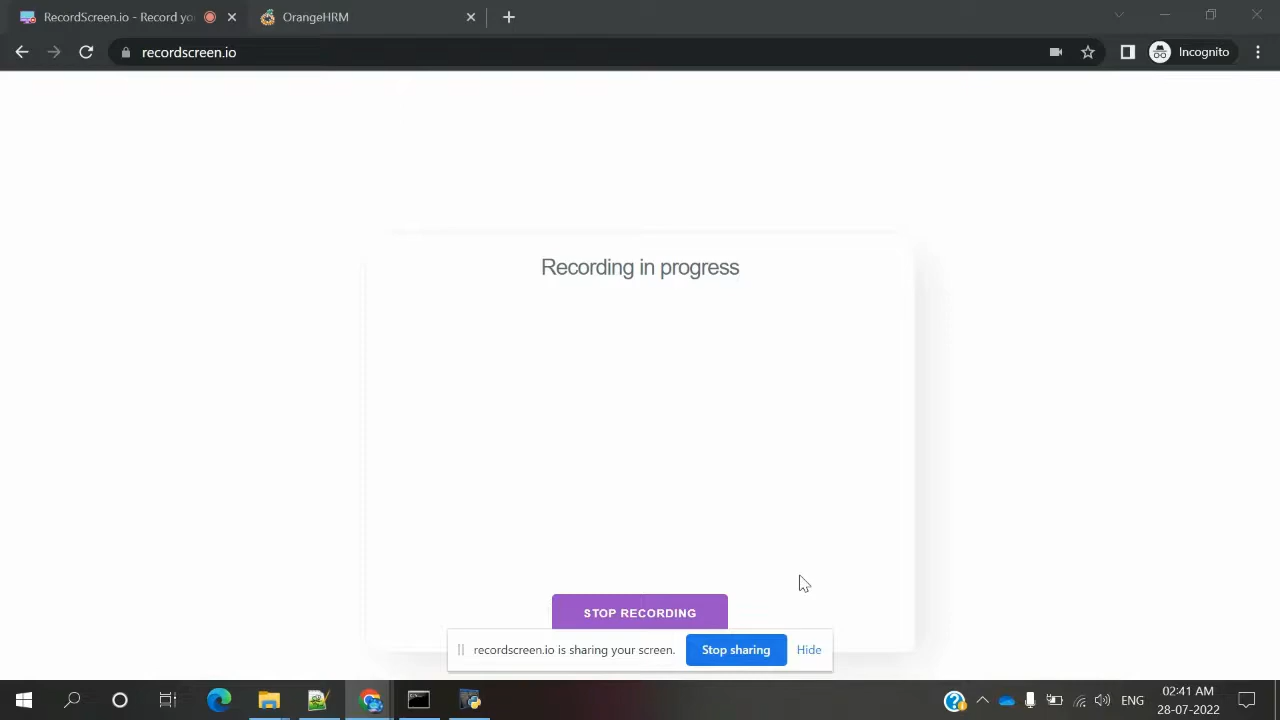 RecordScreen.io - Record yo
OrangeHRM
recordscreen.io
Incognito
Recording in progress
STOP RECORDING
recordscreen.io is sharing your screen.
Stop sharing
Hide
ENG
02:41 AM
28-07-2022